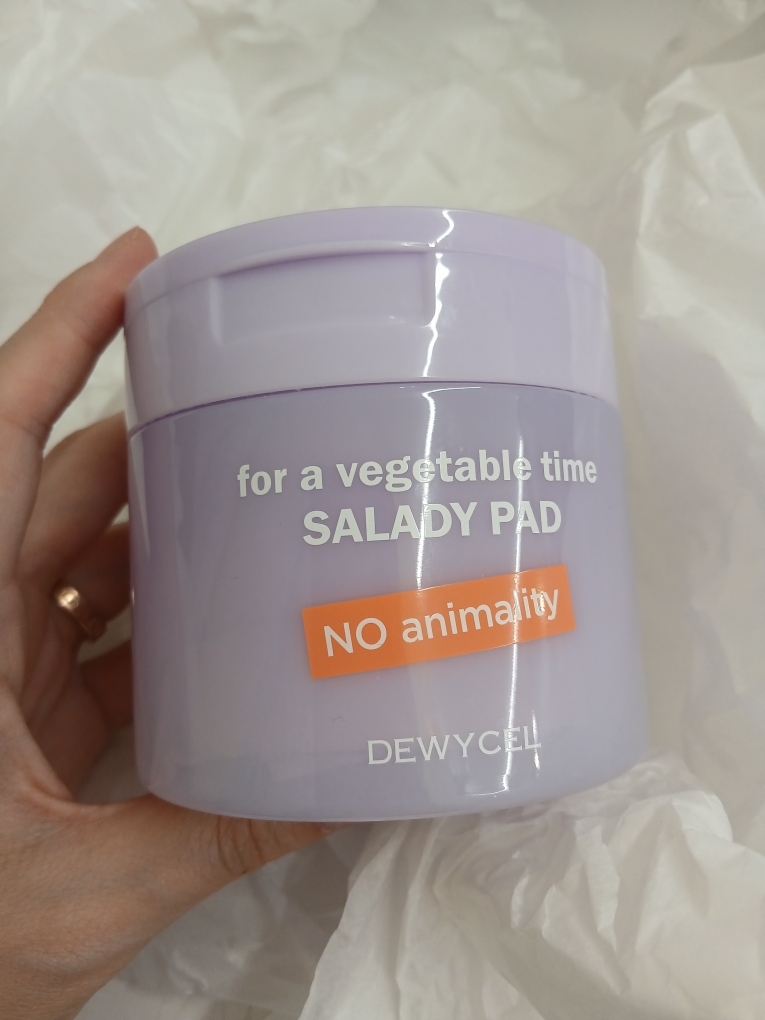 for a vegetable time
SALADY PAD
NO animality
DEWYCEL